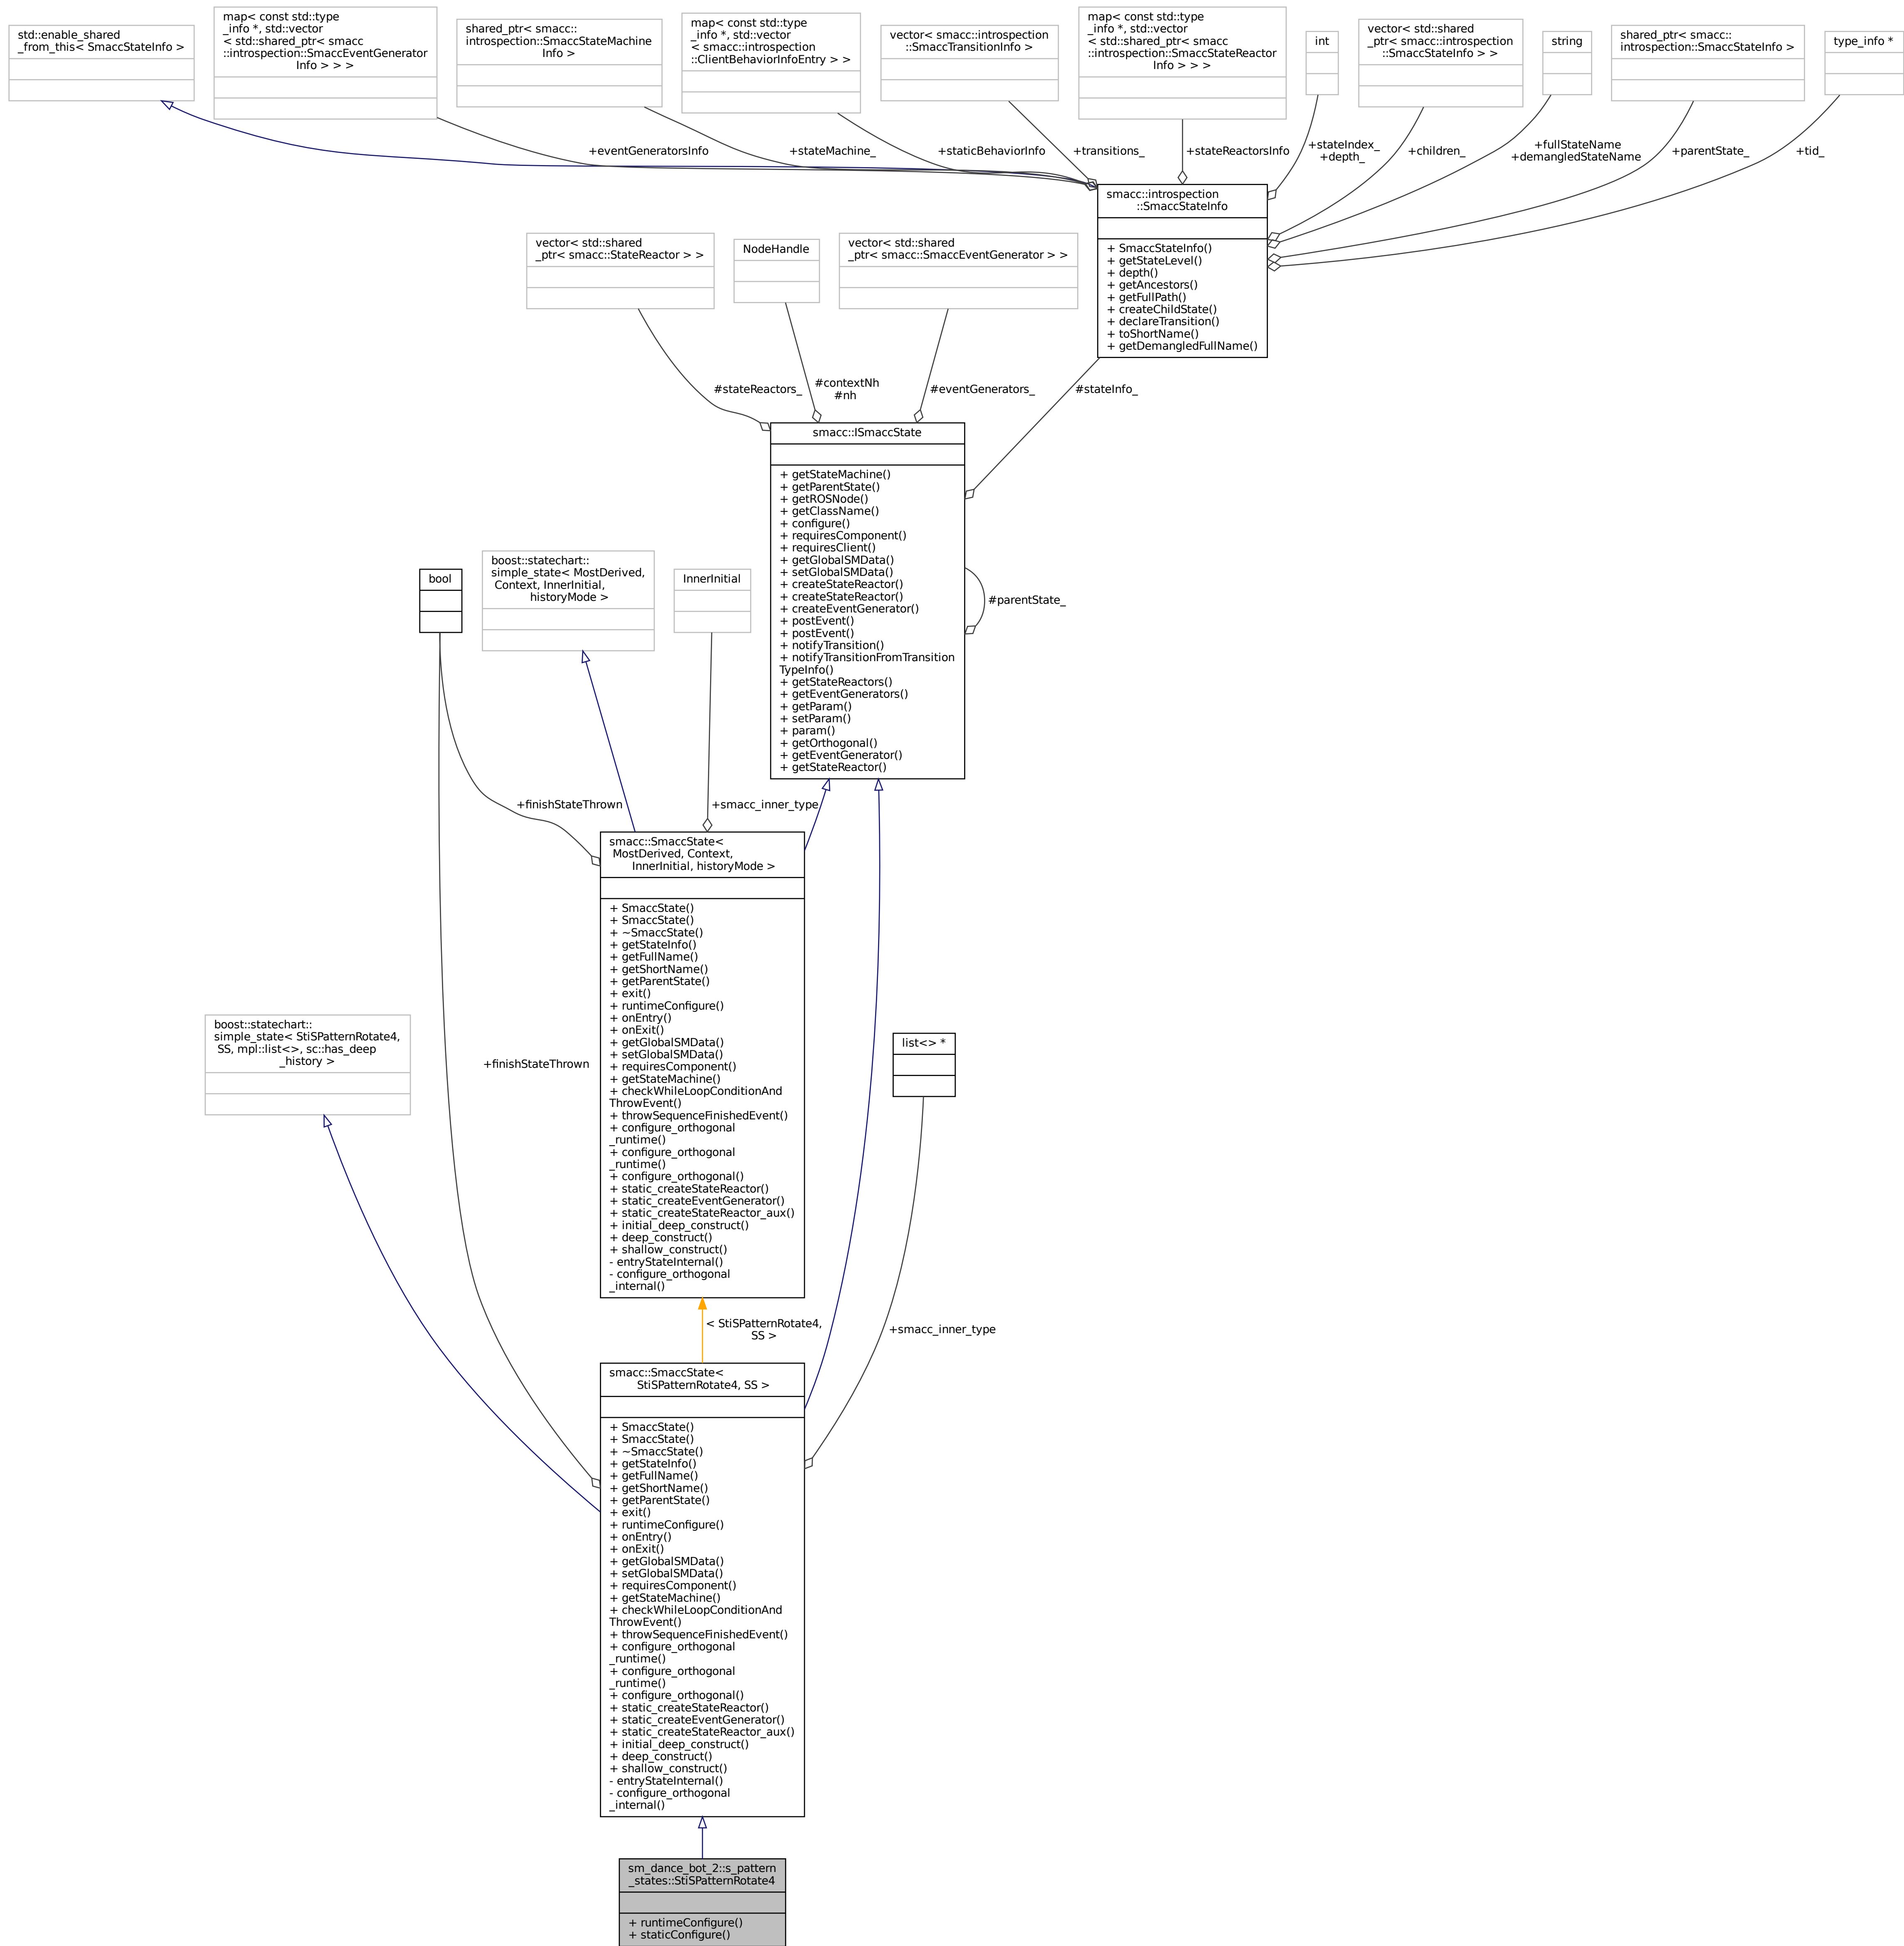 std::enable_shared
_from_this< SmaccStateInfo >
map< const std::type
_info *, std::vector
< std::shared_ptr< smacc
::introspection::SmaccEventGenerator
Info > > >
shared_ptr< smacc::
introspection::SmaccStateMachine
Info >
map< const std::type
_info *, std::vector
< smacc::introspection
::ClientBehaviorInfoEntry > >
vector< smacc::introspection
::SmaccTransitionInfo >
map< const std::type
_info *, std::vector
< std::shared_ptr< smacc
::introspection::SmaccStateReactor
Info > > >
int
vector< std::shared
_ptr< smacc::introspection
::SmaccStateInfo > >
string
shared_ptr< smacc::
introspection::SmaccStateInfo >
type_info *
+eventGeneratorsInfo
+stateMachine_
+staticBehaviorInfo
+transitions_
+stateReactorsInfo
+stateIndex_
+depth_
+children_
+fullStateName
+demangledStateName
+parentState_
+tid_
smacc::introspection
::SmaccStateInfo
+ SmaccStateInfo()
+ getStateLevel()
+ depth()
+ getAncestors()
+ getFullPath()
+ createChildState()
+ declareTransition()
+ toShortName()
+ getDemangledFullName()
vector< std::shared
_ptr< smacc::StateReactor > >
NodeHandle
vector< std::shared
_ptr< smacc::SmaccEventGenerator > >
#stateReactors_
#contextNh
#nh
#eventGenerators_
#stateInfo_
smacc::ISmaccState
+ getStateMachine()
+ getParentState()
+ getROSNode()
+ getClassName()
+ configure()
+ requiresComponent()
+ requiresClient()
+ getGlobalSMData()
+ setGlobalSMData()
+ createStateReactor()
+ createStateReactor()
+ createEventGenerator()
+ postEvent()
+ postEvent()
+ notifyTransition()
+ notifyTransitionFromTransition
TypeInfo()
+ getStateReactors()
+ getEventGenerators()
+ getParam()
+ setParam()
+ param()
+ getOrthogonal()
+ getEventGenerator()
+ getStateReactor()
#parentState_
bool
boost::statechart::
simple_state< MostDerived,
Context, InnerInitial,
historyMode >
InnerInitial
+finishStateThrown
+smacc_inner_type
smacc::SmaccState<
MostDerived, Context,
InnerInitial, historyMode >
+ SmaccState()
+ SmaccState()
+ ~SmaccState()
+ getStateInfo()
+ getFullName()
+ getShortName()
+ getParentState()
+ exit()
+ runtimeConfigure()
+ onEntry()
+ onExit()
+ getGlobalSMData()
+ setGlobalSMData()
+ requiresComponent()
+ getStateMachine()
+ checkWhileLoopConditionAnd
ThrowEvent()
+ throwSequenceFinishedEvent()
+ configure_orthogonal
_runtime()
+ configure_orthogonal
_runtime()
+ configure_orthogonal()
+ static_createStateReactor()
+ static_createEventGenerator()
+ static_createStateReactor_aux()
+ initial_deep_construct()
+ deep_construct()
+ shallow_construct()
- entryStateInternal()
- configure_orthogonal
_internal()
boost::statechart::
simple_state< StiSPatternRotate4,
SS, mpl::list<>, sc::has_deep
_history >
+finishStateThrown
list<> *
< StiSPatternRotate4,
SS >
+smacc_inner_type
smacc::SmaccState<
StiSPatternRotate4, SS >
+ SmaccState()
+ SmaccState()
+ ~SmaccState()
+ getStateInfo()
+ getFullName()
+ getShortName()
+ getParentState()
+ exit()
+ runtimeConfigure()
+ onEntry()
+ onExit()
+ getGlobalSMData()
+ setGlobalSMData()
+ requiresComponent()
+ getStateMachine()
+ checkWhileLoopConditionAnd
ThrowEvent()
+ throwSequenceFinishedEvent()
+ configure_orthogonal
_runtime()
+ configure_orthogonal
_runtime()
+ configure_orthogonal()
+ static_createStateReactor()
+ static_createEventGenerator()
+ static_createStateReactor_aux()
+ initial_deep_construct()
+ deep_construct()
+ shallow_construct()
- entryStateInternal()
- configure_orthogonal
_internal()
sm_dance_bot_2::s_pattern
_states::StiSPatternRotate4
+ runtimeConfigure()
+ staticConfigure()